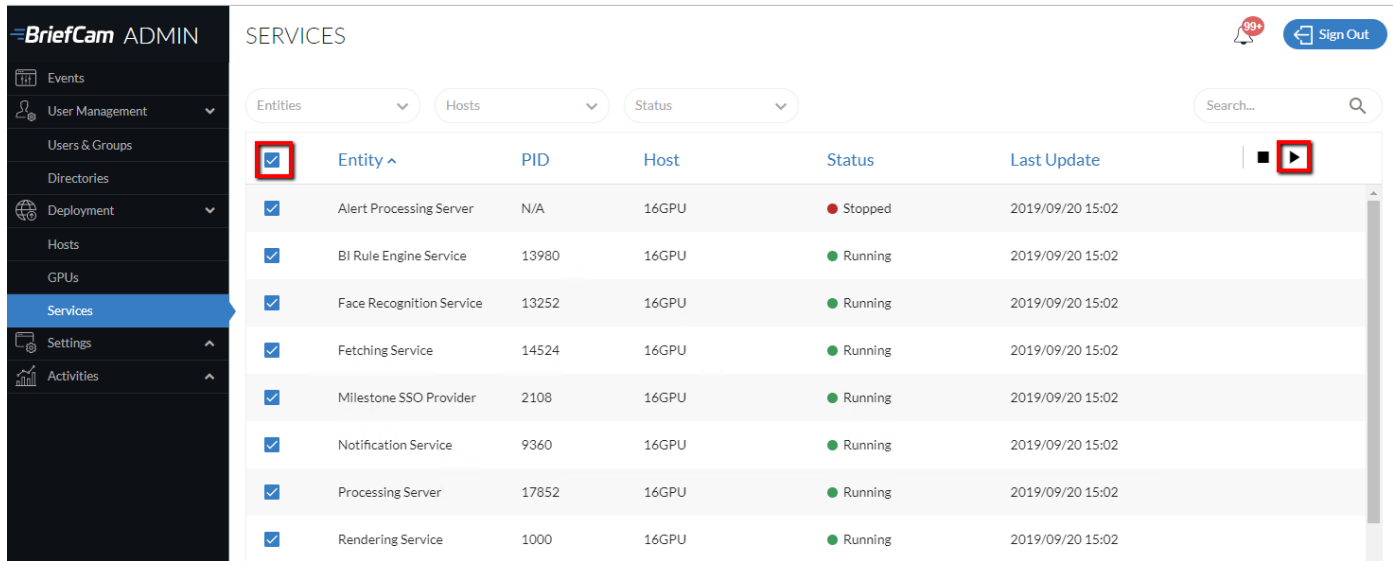 BriefCam ADMIN
SERVICES
99+
Sign Out
Events
User Management
Users & Groups
Directories
Deployment
Hosts
GPUs
Services
Settings
Activities
Entities Hosts Status Search...
Entity PID Host Status Last Update
Alert Processing Server N/A 16GPU Stopped 2019/09/20 15:02
BI Rule Engine Service 13980 16GPU Running 2019/09/20 15:02
Face Recognition Service 13252 16GPU Running 2019/09/20 15:02
Fetching Service 14524 16GPU Running 2019/09/20 15:02
Milestone SSO Provider 2108 16GPU Running 2019/09/20 15:02
Notification Service 9360 16GPU Running 2019/09/20 15:02
Processing Server 17852 16GPU Running 2019/09/20 15:02
Rendering Service 1000 16GPU Running 2019/09/20 15:02